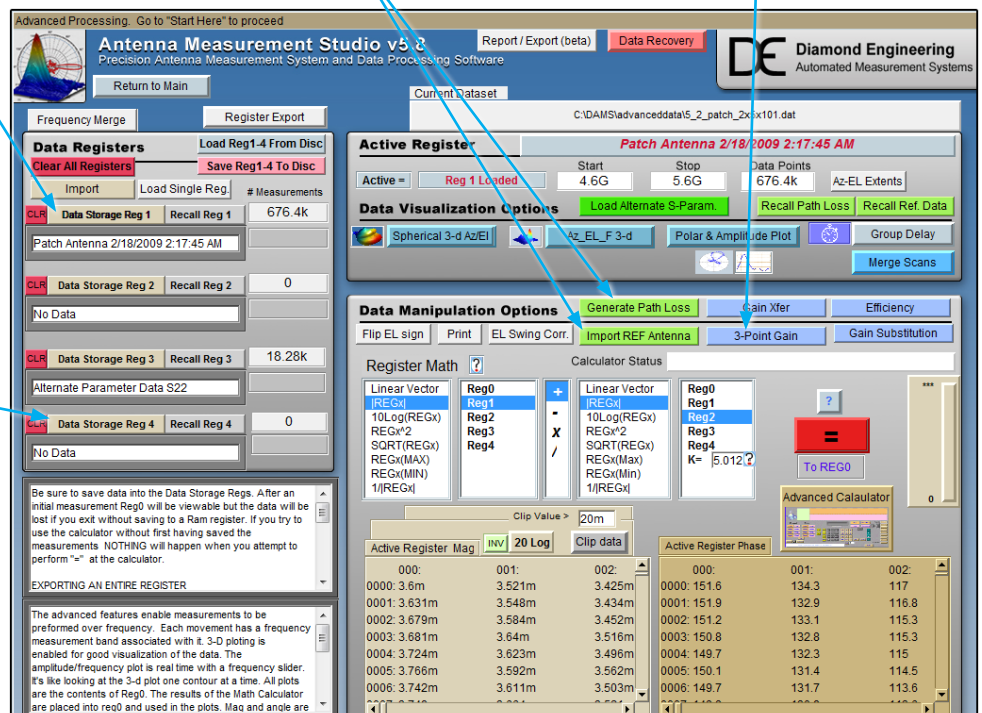 Advanced Processing. Go to "Start Here" to proceed
Antenna Measurement Studio v5.8
Precision Antenna Measurement System and Data Processing Software
Report / Export (beta)
Data Recovery
DE
Diamond Engineering
Automated Measurement Systems
Return to Main
Current Dataset
C:\DAMS\advanceddata\5_2_patch_2x5x101.dat
Frequency Merge
Register Export
Data Registers
Load Reg1-4 From Disc
Clear All Registers
Save Reg1-4 To Disc
Import
Load Single Reg.
# Measurements
CLR
Data Storage Reg 1
Recall Reg 1
676.4k
Patch Antenna 2/18/2009 2:17:45 AM
CLR
Data Storage Reg 2
Recall Reg 2
0
No Data
CLR
Data Storage Reg 3
Recall Reg 3
18.28k
Alternate Parameter Data S22
CLR
Data Storage Reg 4
Recall Reg 4
0
No Data
Be sure to save data into the Data Storage Regs. After an
initial measurement Reg0 will be viewable but the data will be
lost if you exit without saving to a Ram register. If you try to
use the calculator without first having saved the
measurements NOTHING will happen when you attempt to
perform "=" at the calculator.
EXPORTING AN ENTIRE REGISTER
The advanced features enable measurements to be
preformed over frequency. Each movement has a frequency
measurement band associated with it. 3-D ploting is
enabled for good visualization of the data. The
amplitude/frequency plot is real time with a frequency slider.
It's like looking at the 3-d plot one contour at a time. All plots
are the contents of Reg0. The results of the Math Calculator
are placed into reg0 and used in the plots. Mag and angle are
Active Register
Patch Antenna 2/18/2009 2:17:45 AM
Start
Stop
Data Points
Active =
Reg 1 Loaded
4.6G
5.6G
676.4k
Az-EL Extents
Data Visualization Options
Load Alternate S-Param.
Recall Path Loss
Recall Ref. Data
Spherical 3-d Az/El
Az_EL_F 3-d
Polar & Amplitude Plot
Group Delay
Merge Scans
Data Manipulation Options
Generate Path Loss
Gain Xfer
Efficiency
Flip EL sign
Print
EL Swing Corr.
Import REF Antenna
3-Point Gain
Gain Substitution
Register Math
?
Calculator Status
Linear Vector
|REGx|
10Log(REGx)
REGx^2
SQRT(REGx)
REGx(MAX)
REGx(MIN)
1/|REGx|
Reg0
Reg1
Reg2
Reg3
Reg4
+
-
x
/
Linear Vector
|REGx|
10Log(REGx)
REGx^2
SQRT(REGx)
REGx(Max)
REGx(Min)
1/|REGx|
Reg0
Reg1
Reg2
Reg3
Reg4
K= 5.012 ?
?
=
To REG0
***
0
Advanced Calaulator
Clip Value >
20m
Active Register Mag
INV
20 Log
Clip data
Active Register Phase
000: 001: 002:
0000: 3.6m 3.521m 3.425m
0001: 3.631m 3.548m 3.434m
0002: 3.679m 3.584m 3.452m
0003: 3.681m 3.64m 3.516m
0004: 3.724m 3.623m 3.496m
0005: 3.766m 3.592m 3.562m
0006: 3.742m 3.611m 3.503m
000: 001: 002:
0000: 151.6 134.3 117
0001: 151.9 132.9 116.8
0002: 151.2 133.1 115.3
0003: 150.8 132.8 115.3
0004: 149.7 132.3 115
0005: 150.1 131.4 114.5
0006: 149.7 131.7 113.6